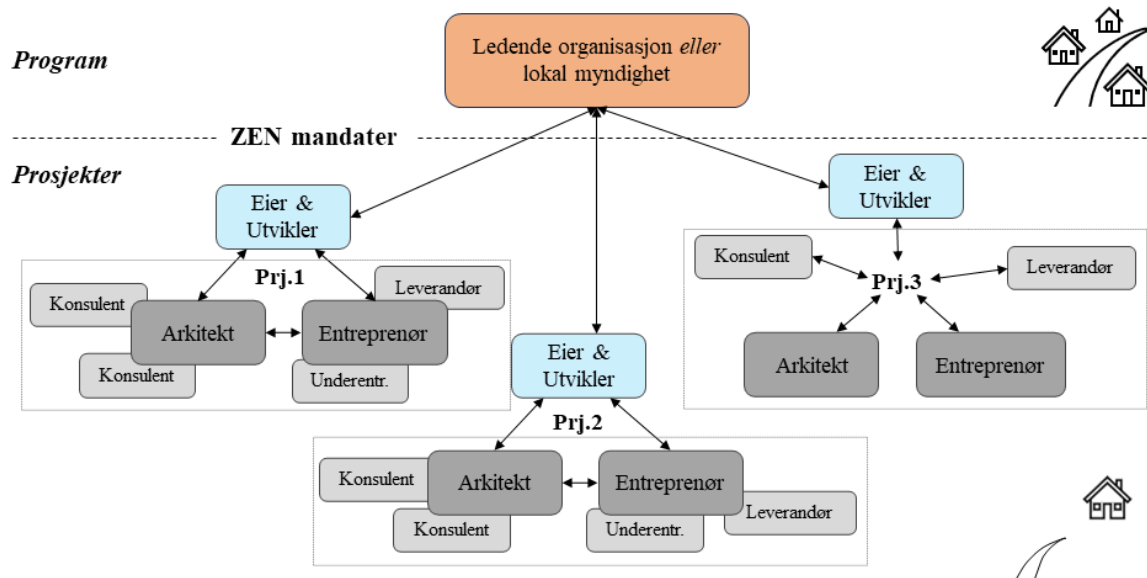 Program
Ledende organisasjon eller
lokal myndighet
ZEN mandater
Prosjekter
Eier &
Utvikler
Prj.1
Konsulent
Leverandør
Arkitekt
Entreprenør
Konsulent
Underentr.
Eier &
Utvikler
Prj.2
Konsulent
Arkitekt
Entreprenør
Konsulent
Underentr.
Leverandør
Eier &
Utvikler
Konsulent
Leverandør
Prj.3
Arkitekt
Entreprenør